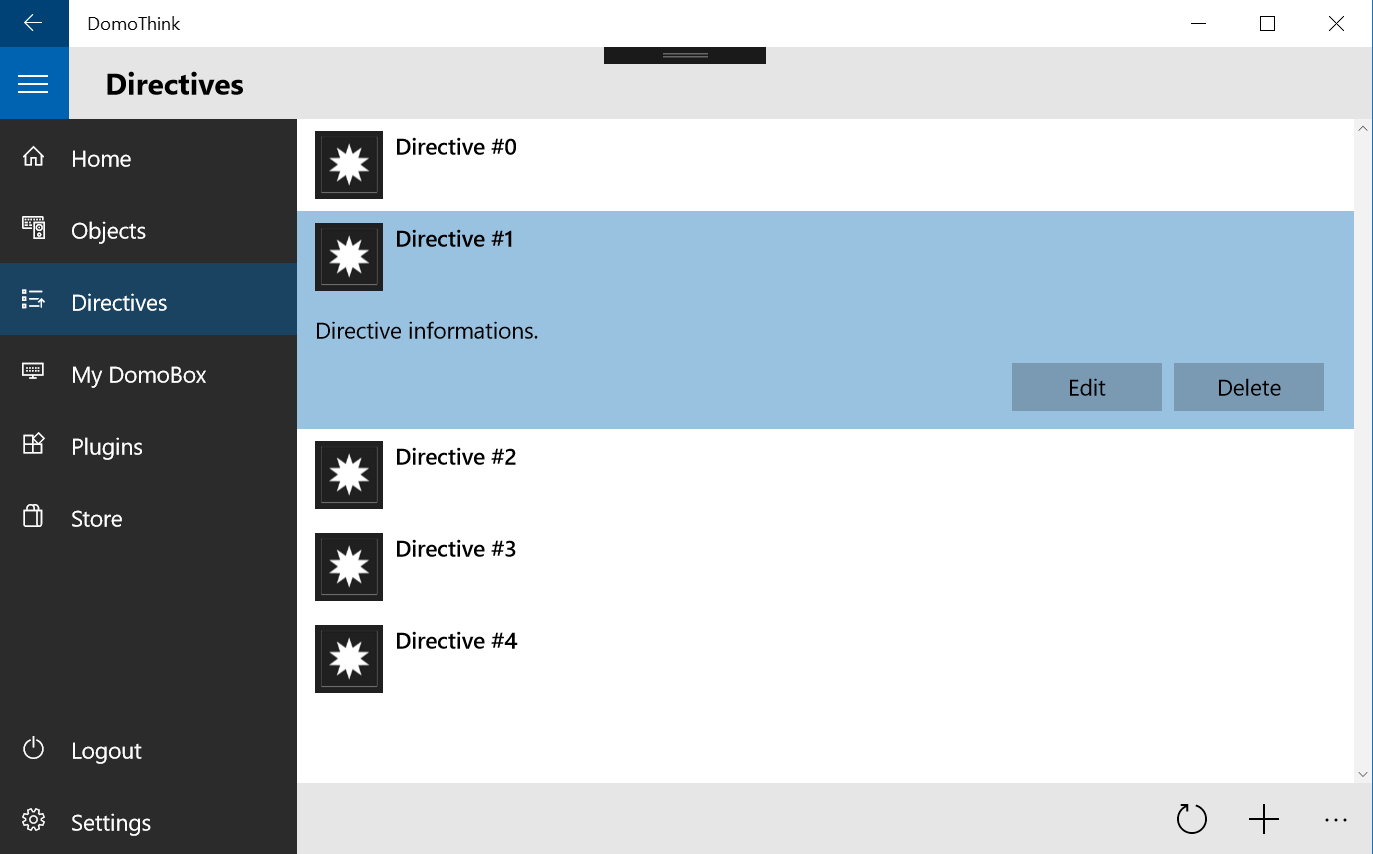 DomoThink
Directives
Home
Objects
Directives
My DomoBox
Plugins
Store
Logout
Settings
Directive #0
Directive #1
Directive informations.
Edit Delete
Directive #2
Directive #3
Directive #4